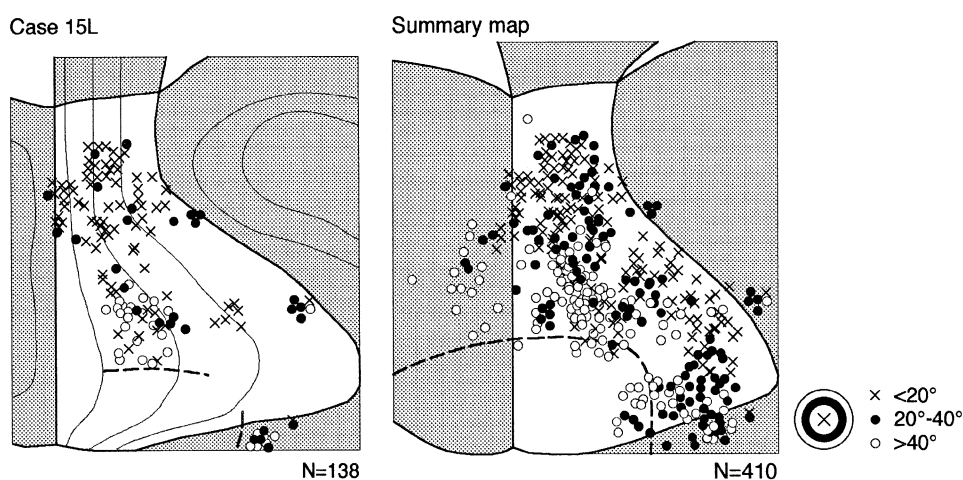 Case 15L
Summary map
× <20°
● 20°-40°
○ >40°
N=138
N=410